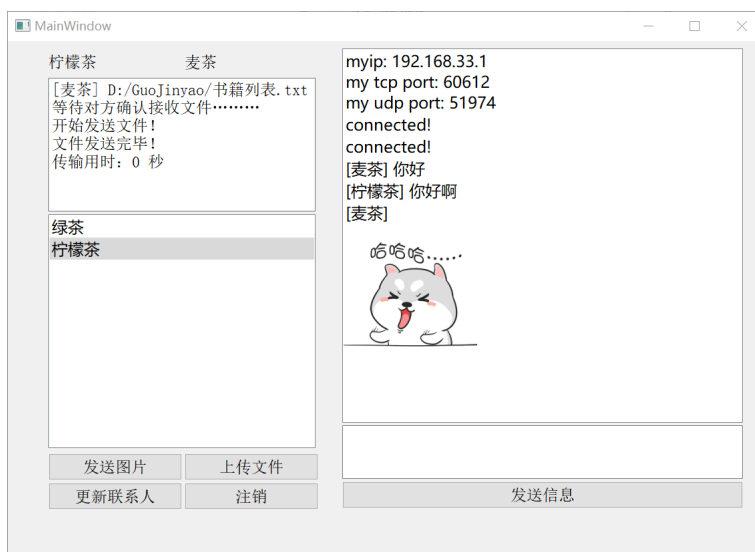 MainWindow
柠檬茶
麦茶
[麦茶] D:/GuoJinyao/书籍列表.txt
等待对方确认接收文件………
开始发送文件!
文件发送完毕!
传输用时: 0 秒
绿茶
柠檬茶
发送图片
上传文件
更新联系人
注销
myip: 192.168.33.1
my tcp port: 60612
my udp port: 51974
connected!
connected!
[麦茶] 你好
[柠檬茶] 你好啊
[麦茶]
哈哈哈……
发送信息